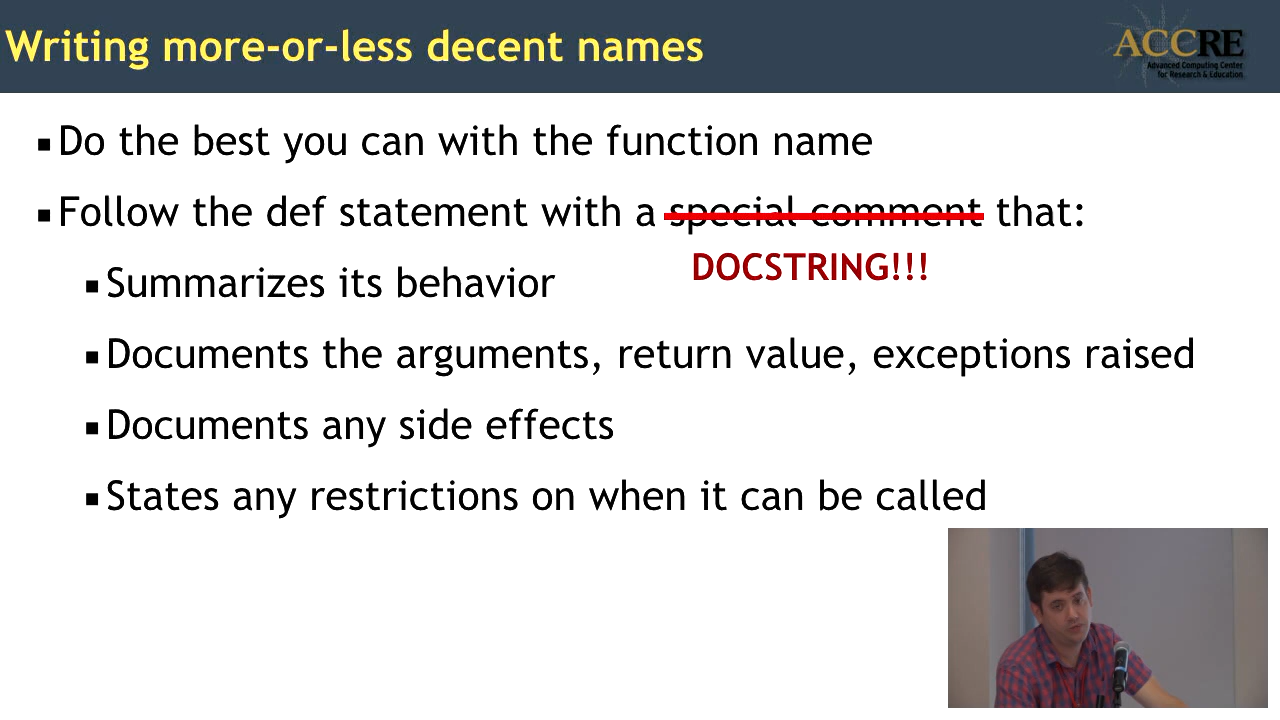 Writing more-or-less decent names
ACCRE
Advanced Computing Center
for Research & Education
Do the best you can with the function name
Follow the def statement with a special comment that:
DOCSTRING!!!
Summarizes its behavior
Documents the arguments, return value, exceptions raised
Documents any side effects
States any restrictions on when it can be called